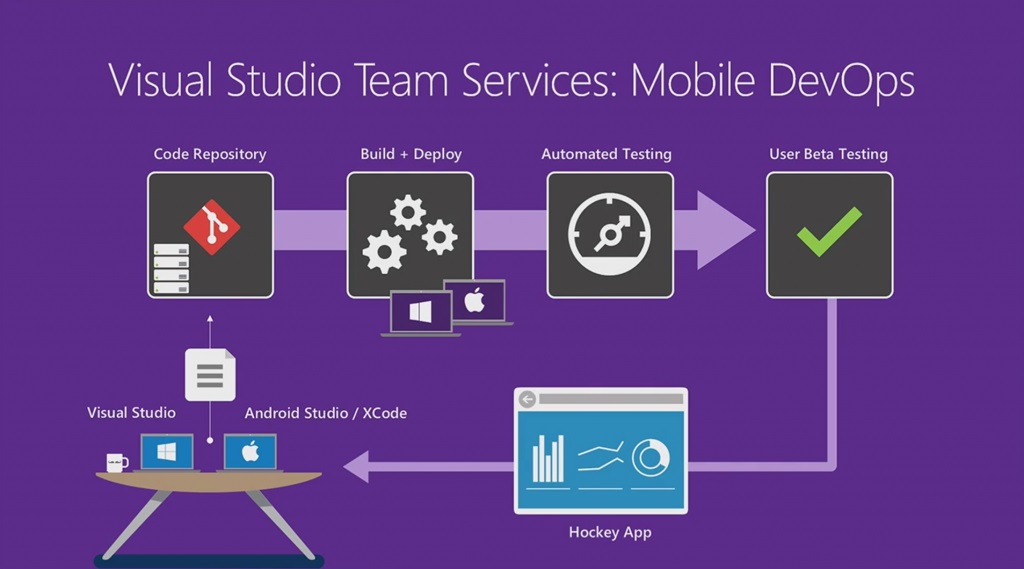 Visual Studio Team Services: Mobile DevOps
Code Repository
Build + Deploy
Automated Testing
User Beta Testing
Visual Studio
Android Studio / XCode
Hockey App